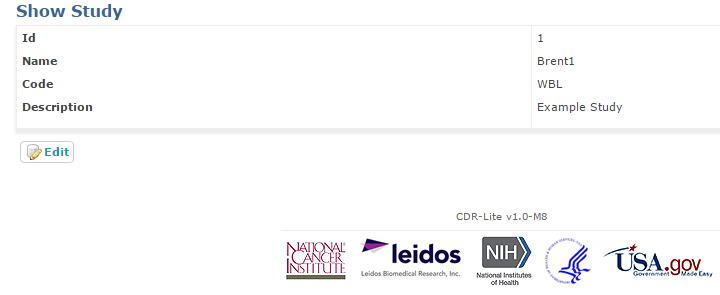 Show Study
Id 1
Name Brent1
Code WBL
Description Example Study
Edit
CDR-Lite v1.0-M8
NATIONAL CANCER INSTITUTE
leidos
Leidos Biomedical Research, Inc.
NIH
National Institutes of Health
USA.gov
Government Made Easy